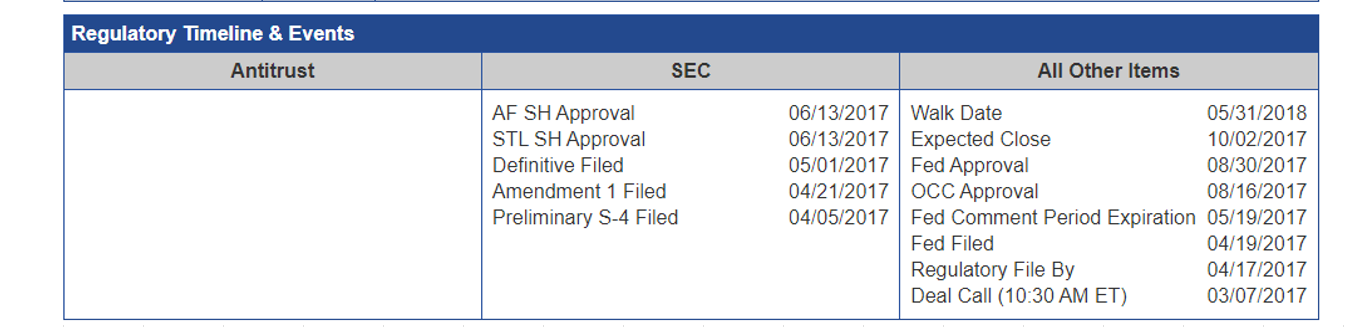 Regulatory Timeline & Events
Antitrust SEC All Other Items
AF SH Approval 06/13/2017 Walk Date 05/31/2018
STL SH Approval 06/13/2017 Expected Close 10/02/2017
Definitive Filed 05/01/2017 Fed Approval 08/30/2017
Amendment 1 Filed 04/21/2017 OCC Approval 08/16/2017
Preliminary S-4 Filed 04/05/2017 Fed Comment Period Expiration 05/19/2017
Fed Filed 04/19/2017
Regulatory File By 04/17/2017
Deal Call (10:30 AM ET) 03/07/2017